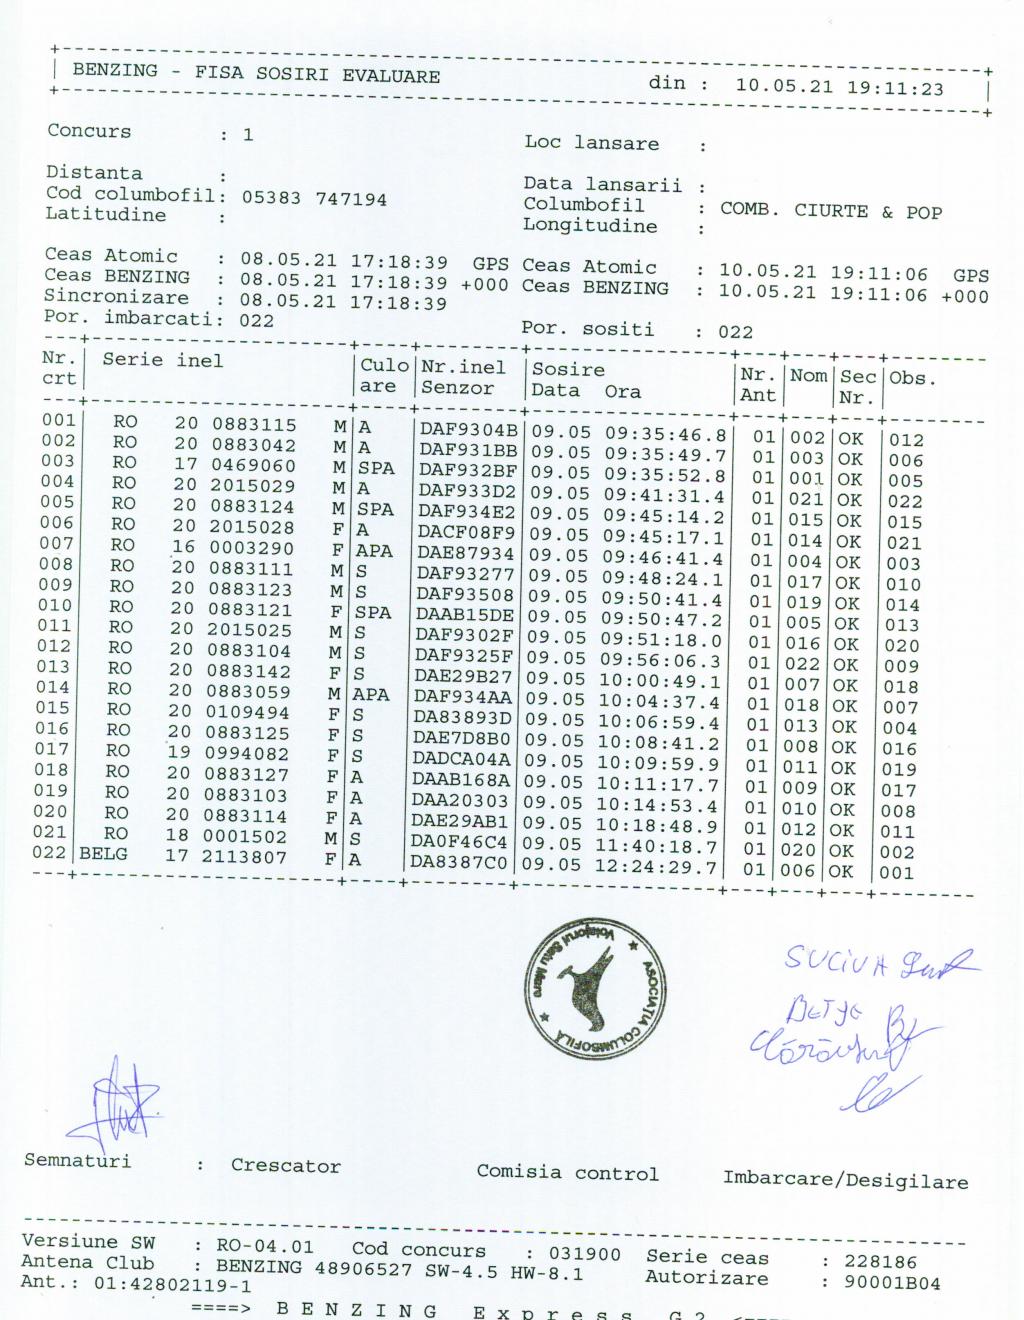 +------------------------------------------------------------------------------+
| BENZING - FISA SOSIRI EVALUARE din : 10.05.21 19:11:23 |
+------------------------------------------------------------------------------+
Concurs : 1 Loc lansare :
Distanta : Data lansarii :
Cod columbofil: 05383 747194 Columbofil : COMB. CIURTE & POP
Latitudine : Longitudine :
Ceas Atomic : 08.05.21 17:18:39 GPS Ceas Atomic : 10.05.21 19:11:06 GPS
Ceas BENZING : 08.05.21 17:18:39 +000 Ceas BENZING : 10.05.21 19:11:06 +000
Sincronizare : 08.05.21 17:18:39
Por. imbarcati: 022 Por. sositi : 022
Nr. | Serie inel | Culo | Nr.inel | Sosire | Nr. | Nom | Sec | Obs.
crt | | are | Senzor | Data Ora | Ant | | Nr. |
001 | RO 20 0883115 M | A | DAF9304B | 09.05 09:35:46.8 | 01 | 002 | OK | 012
002 | RO 20 0883042 M | A | DAF931BB | 09.05 09:35:49.7 | 01 | 003 | OK | 006
003 | RO 17 0469060 M | SPA | DAF932BF | 09.05 09:35:52.8 | 01 | 001 | OK | 005
004 | RO 20 2015029 M | A | DAF933D2 | 09.05 09:41:31.4 | 01 | 021 | OK | 022
005 | RO 20 0883124 M | SPA | DAF934E2 | 09.05 09:45:14.2 | 01 | 015 | OK | 015
006 | RO 20 2015028 F | A | DACF08F9 | 09.05 09:45:17.1 | 01 | 014 | OK | 021
007 | RO 16 0003290 F | APA | DAE87934 | 09.05 09:46:41.4 | 01 | 004 | OK | 003
008 | RO 20 0883111 M | S | DAF93277 | 09.05 09:48:24.1 | 01 | 017 | OK | 010
009 | RO 20 0883123 M | S | DAF93508 | 09.05 09:50:41.4 | 01 | 019 | OK | 014
010 | RO 20 0883121 F | SPA | DAAB15DE | 09.05 09:50:47.2 | 01 | 005 | OK | 013
011 | RO 20 2015025 M | S | DAF9302F | 09.05 09:51:18.0 | 01 | 016 | OK | 020
012 | RO 20 0883104 M | S | DAF9325F | 09.05 09:56:06.3 | 01 | 022 | OK | 009
013 | RO 20 0883142 F | S | DAE29B27 | 09.05 10:00:49.1 | 01 | 007 | OK | 018
014 | RO 20 0883059 M | APA | DAF934AA | 09.05 10:04:37.4 | 01 | 018 | OK | 007
015 | RO 20 0109494 F | S | DA83893D | 09.05 10:06:59.4 | 01 | 013 | OK | 004
016 | RO 20 0883125 F | S | DAE7D8B0 | 09.05 10:08:41.2 | 01 | 008 | OK | 016
017 | RO 19 0994082 F | S | DADCA04A | 09.05 10:09:59.9 | 01 | 011 | OK | 019
018 | RO 20 0883127 F | A | DAAB168A | 09.05 10:11:17.7 | 01 | 009 | OK | 017
019 | RO 20 0883103 F | A | DAA20303 | 09.05 10:14:53.4 | 01 | 010 | OK | 008
020 | RO 20 0883114 F | A | DAE29AB1 | 09.05 10:18:48.9 | 01 | 012 | OK | 011
021 | RO 18 0001502 M | S | DA0F46C4 | 09.05 11:40:18.7 | 01 | 020 | OK | 002
022 | BELG 17 2113807 F | A | DA8387C0 | 09.05 12:24:29.7 | 01 | 006 | OK | 001
ASOCIATIA COLUMBOFILĂ
Voiajorul Satu Mare
SUCIU A
Semnaturi : Crescator Comisia control Imbarcare/Desigilare
Versiune SW : RO-04.01 Cod concurs : 031900 Serie ceas : 228186
Antena Club : BENZING 48906527 SW-4.5 HW-8.1 Autorizare : 90001B04
Ant.: 01:42802119-1
====> B E N Z I N G E x p r e s s G 2 <====